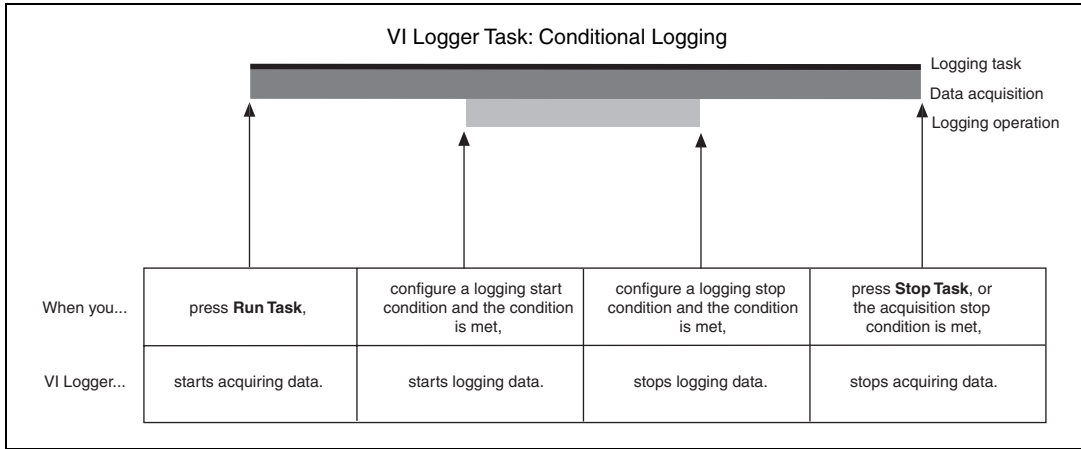 VI Logger Task: Conditional Logging
Logging task
Data acquisition
Logging operation
When you...
press Run Task,
configure a logging start
condition and the condition
is met,
configure a logging stop
condition and the condition
is met,
press Stop Task, or
the acquisition stop
condition is met,
VI Logger...
starts acquiring data.
starts logging data.
stops logging data.
stops acquiring data.